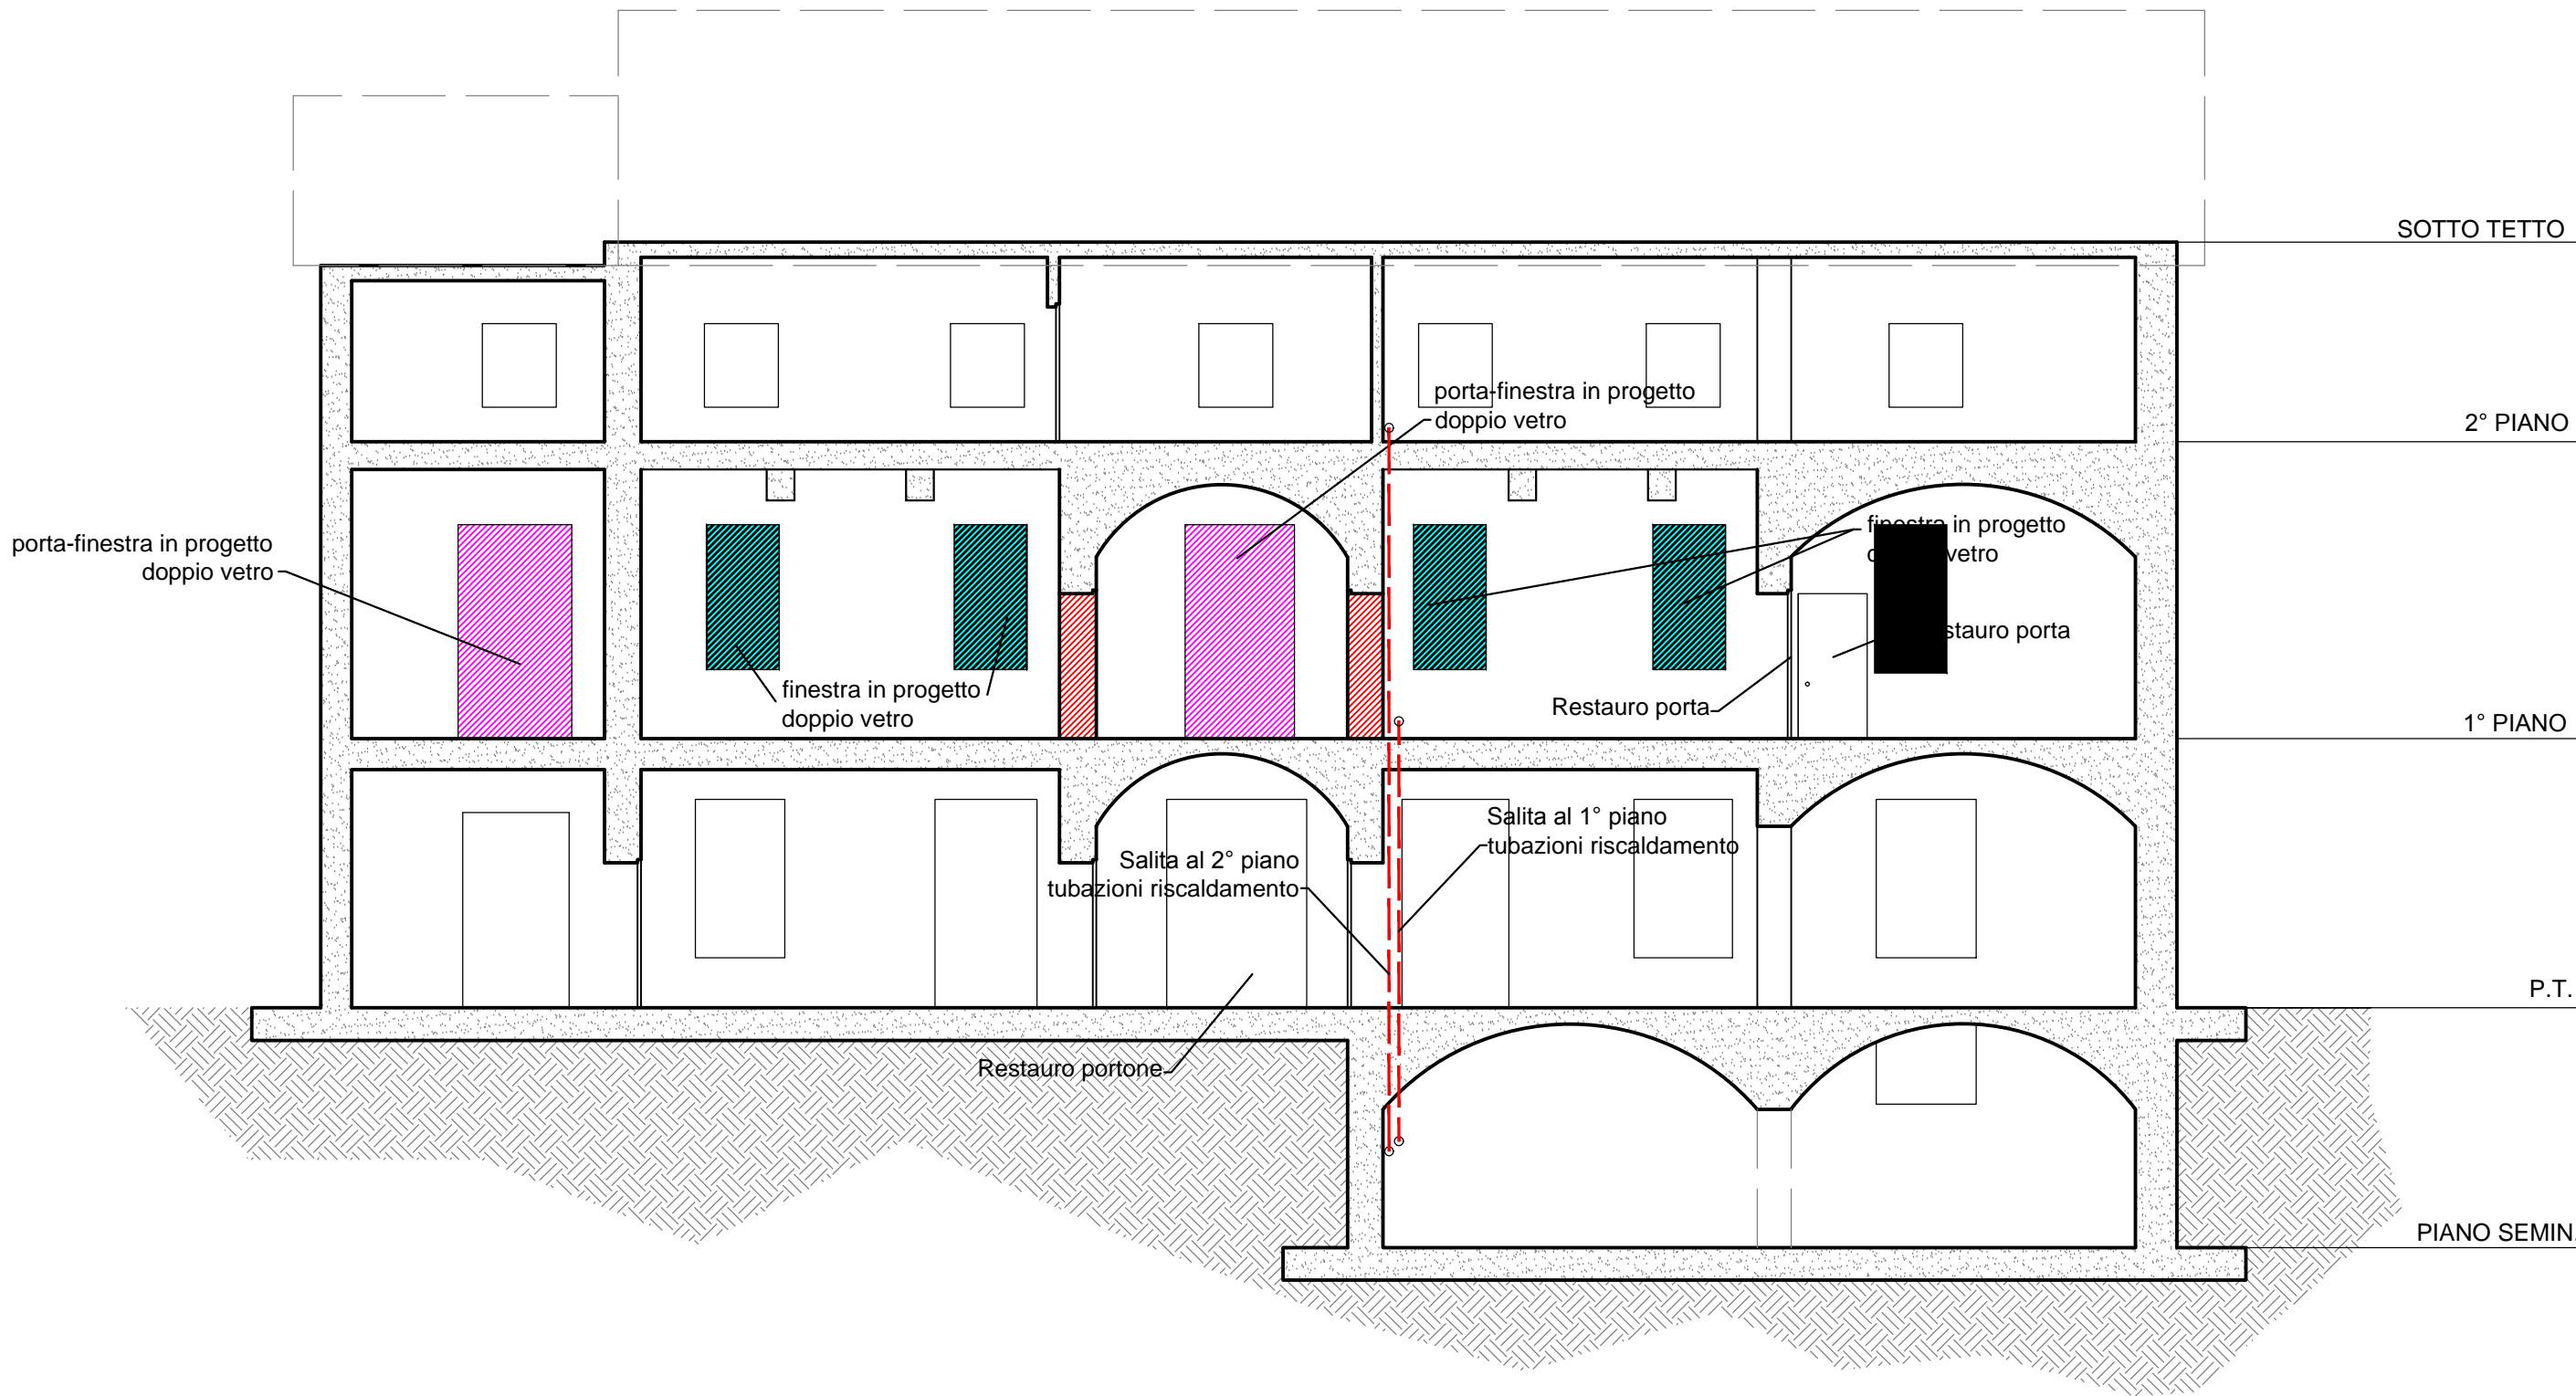 SOTTO TETTO
porta-finestra in progetto
doppio vetro
2° PIANO
porta-finestra in progetto
doppio vetro
finestra in progetto
vetro
finestra in progetto
doppio vetro
Restauro porta
stauro porta
1° PIANO
Salita al 1° piano
tubazioni riscaldamento
Salita al 2° piano
tubazioni riscaldamento
P.T.
Restauro portone
PIANO SEMIN.